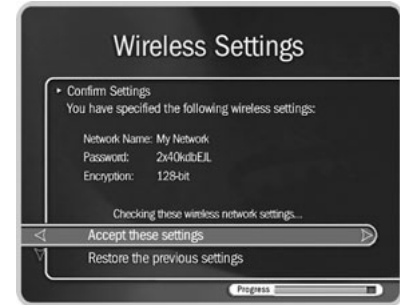 Wireless Settings
Confirm Settings
You have specified the following wireless settings:
Network Name: My Network
Password: 2x40kdbEJL
Encryption: 128-bit
Checking these wireless network settings...
Accept these settings
Restore the previous settings
Progress